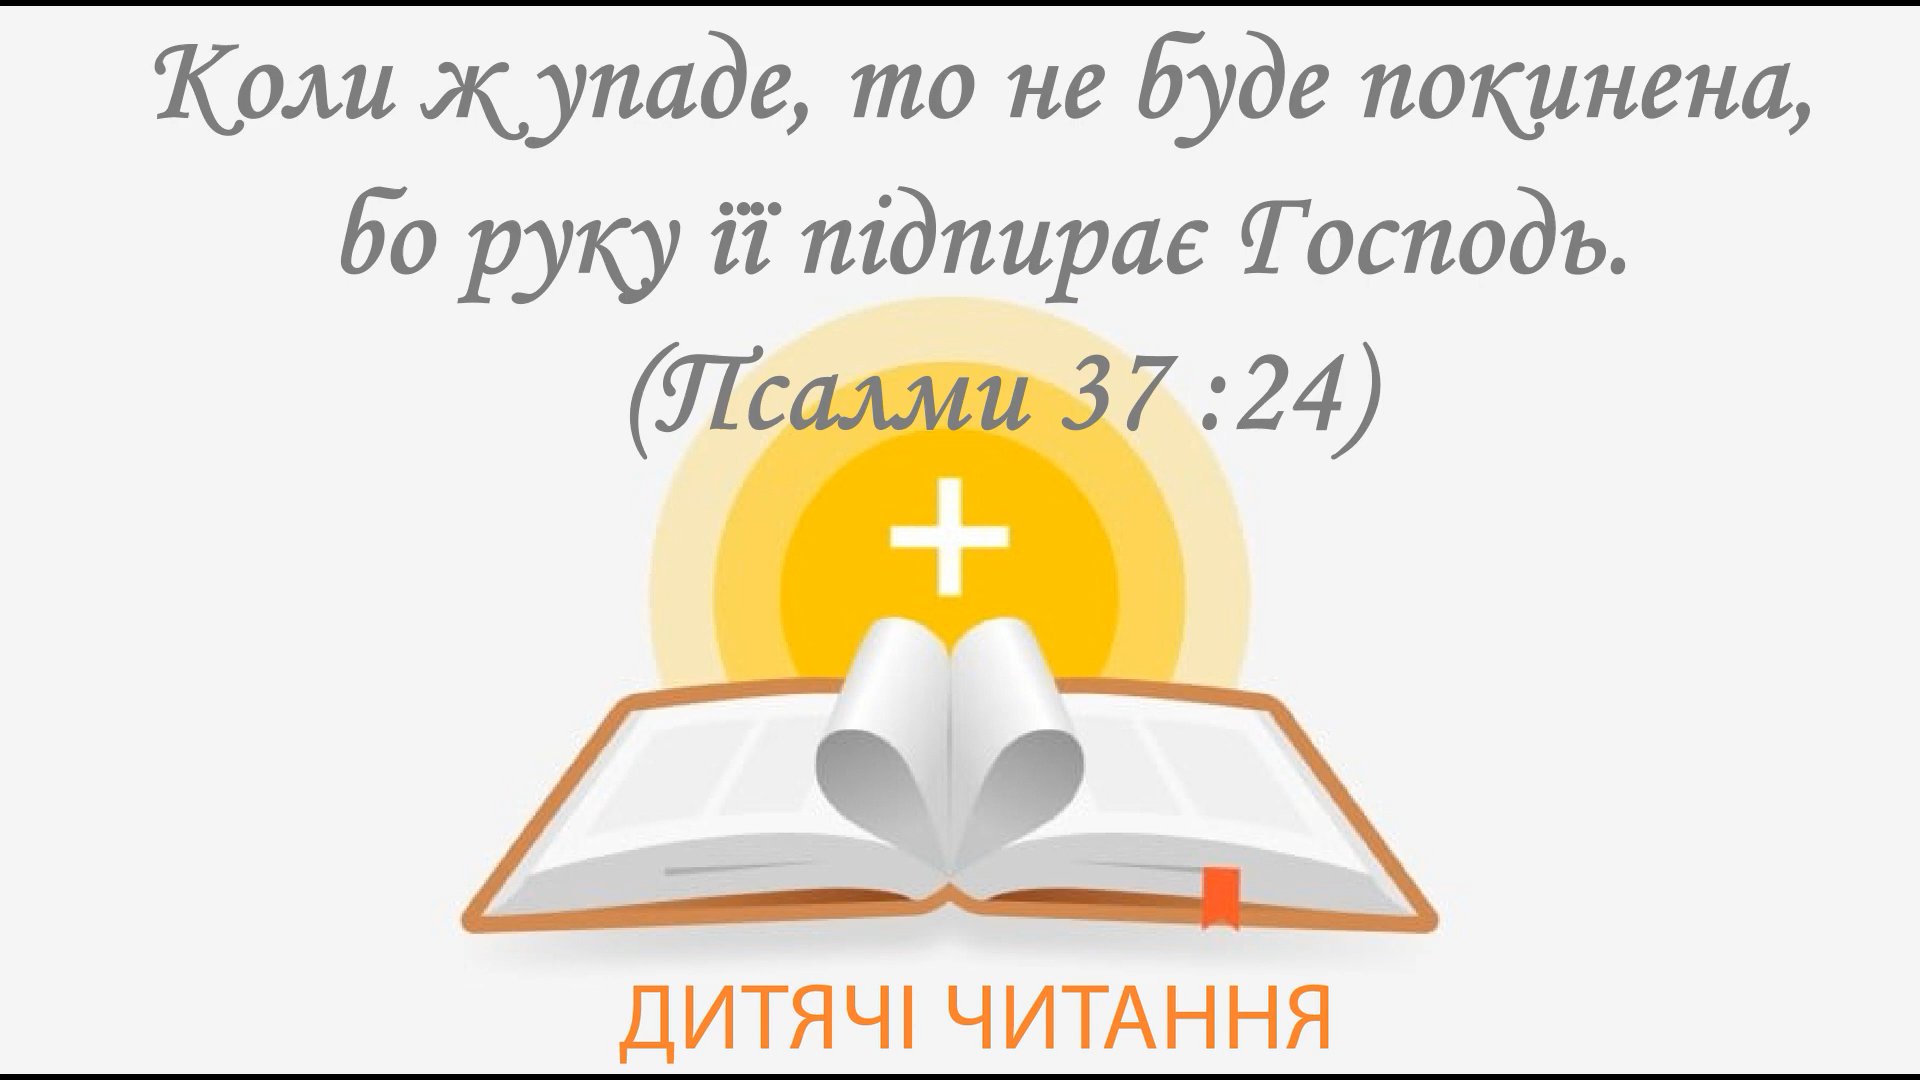 Коли ж упаде, то не буде покинена,
бо руку її підпирає Господь.
(Псалми 37 :24)
ДИТЯЧІ ЧИТАННЯ